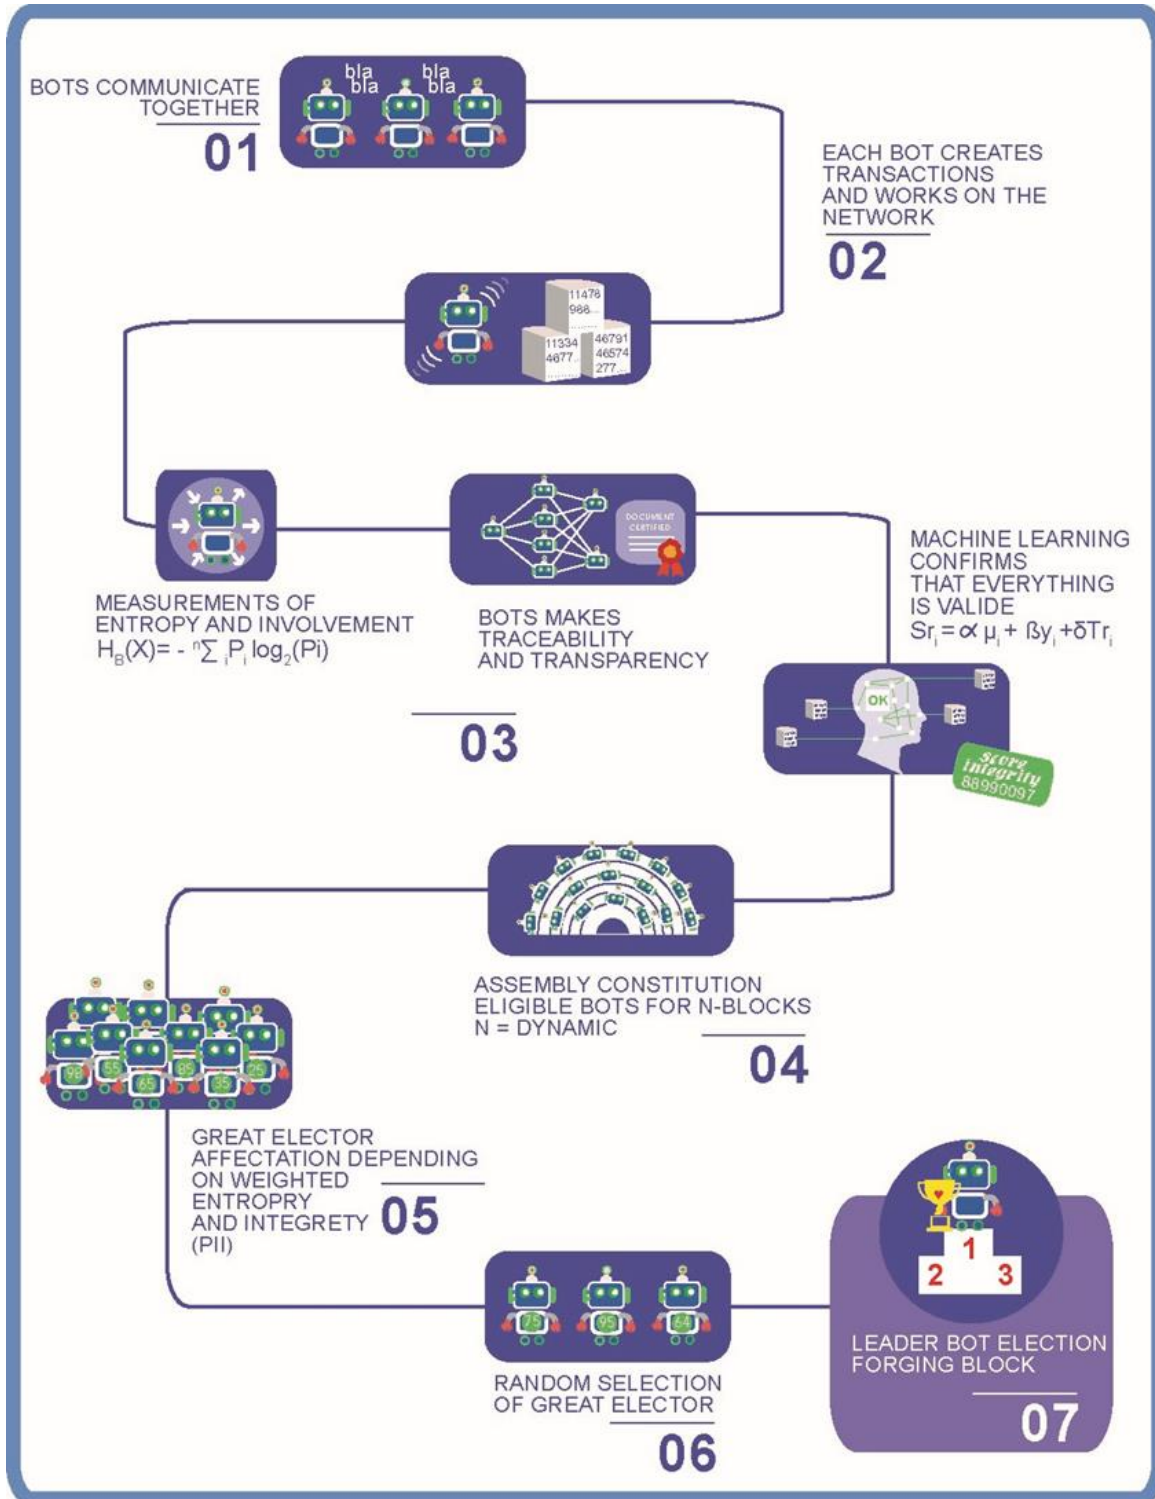 BOTS COMMUNICATE
TOGETHER
01
bla
bla
bla
bla
EACH BOT CREATES
TRANSACTIONS
AND WORKS ON THE
NETWORK
02
11478
988...
11334
4677...
46791
46574
277...
MEASUREMENTS OF
ENTROPY AND INVOLVEMENT
H_B(X)= - ⁿ∑ᵢPᵢ log₂(Pi)
DOCUMENT
CERTIFIED
BOTS MAKES
TRACEABILITY
AND TRANSPARENCY
03
MACHINE LEARNING
CONFIRMS
THAT EVERYTHING
IS VALIDE
Srᵢ = ∝ µᵢ + ßyᵢ +δTrᵢ
OK
Score
integrity
88990097
ASSEMBLY CONSTITUTION
ELIGIBLE BOTS FOR N-BLOCKS
N = DYNAMIC
04
98
55
65
85
35
25
GREAT ELECTOR
AFFECTATION DEPENDING
ON WEIGHTED
ENTROPRY
AND INTEGRETY
(PII)
05
75
95
64
RANDOM SELECTION
OF GREAT ELECTOR
06
1
2
3
LEADER BOT ELECTION
FORGING BLOCK
07